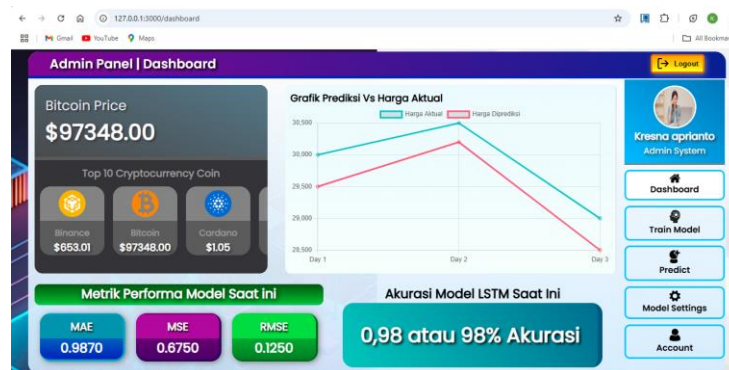 127.0.0.1:3000/dashboard
Gmail YouTube Maps
All Bookmar
Admin Panel | Dashboard
Logout
Bitcoin Price
$97348.00
Top 10 Cryptocurrency Coin
Binance
$653.01
Bitcoin
$97348.00
Cardano
$1.05
Grafik Prediksi Vs Harga Aktual
Harga Aktual Harga Diprediksi
30,500
30,000
29,500
29,000
28,500
Day 1 Day 2 Day 3
Kresna aprianto
Admin System
Dashboard
Train Model
Predict
Model Settings
Account
Metrik Performa Model Saat ini
MAE
0.9870
MSE
0.6750
RMSE
0.1250
Akurasi Model LSTM Saat Ini
0,98 atau 98% Akurasi